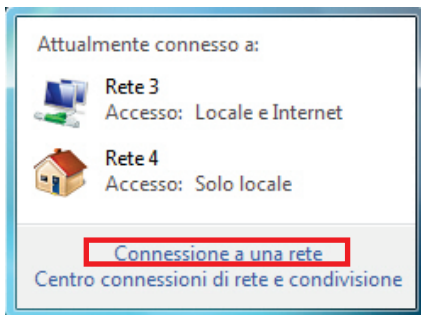 Attualmente connesso a:
Rete 3
Accesso: Locale e Internet
Rete 4
Accesso: Solo locale
Connessione a una rete
Centro connessioni di rete e condivisione